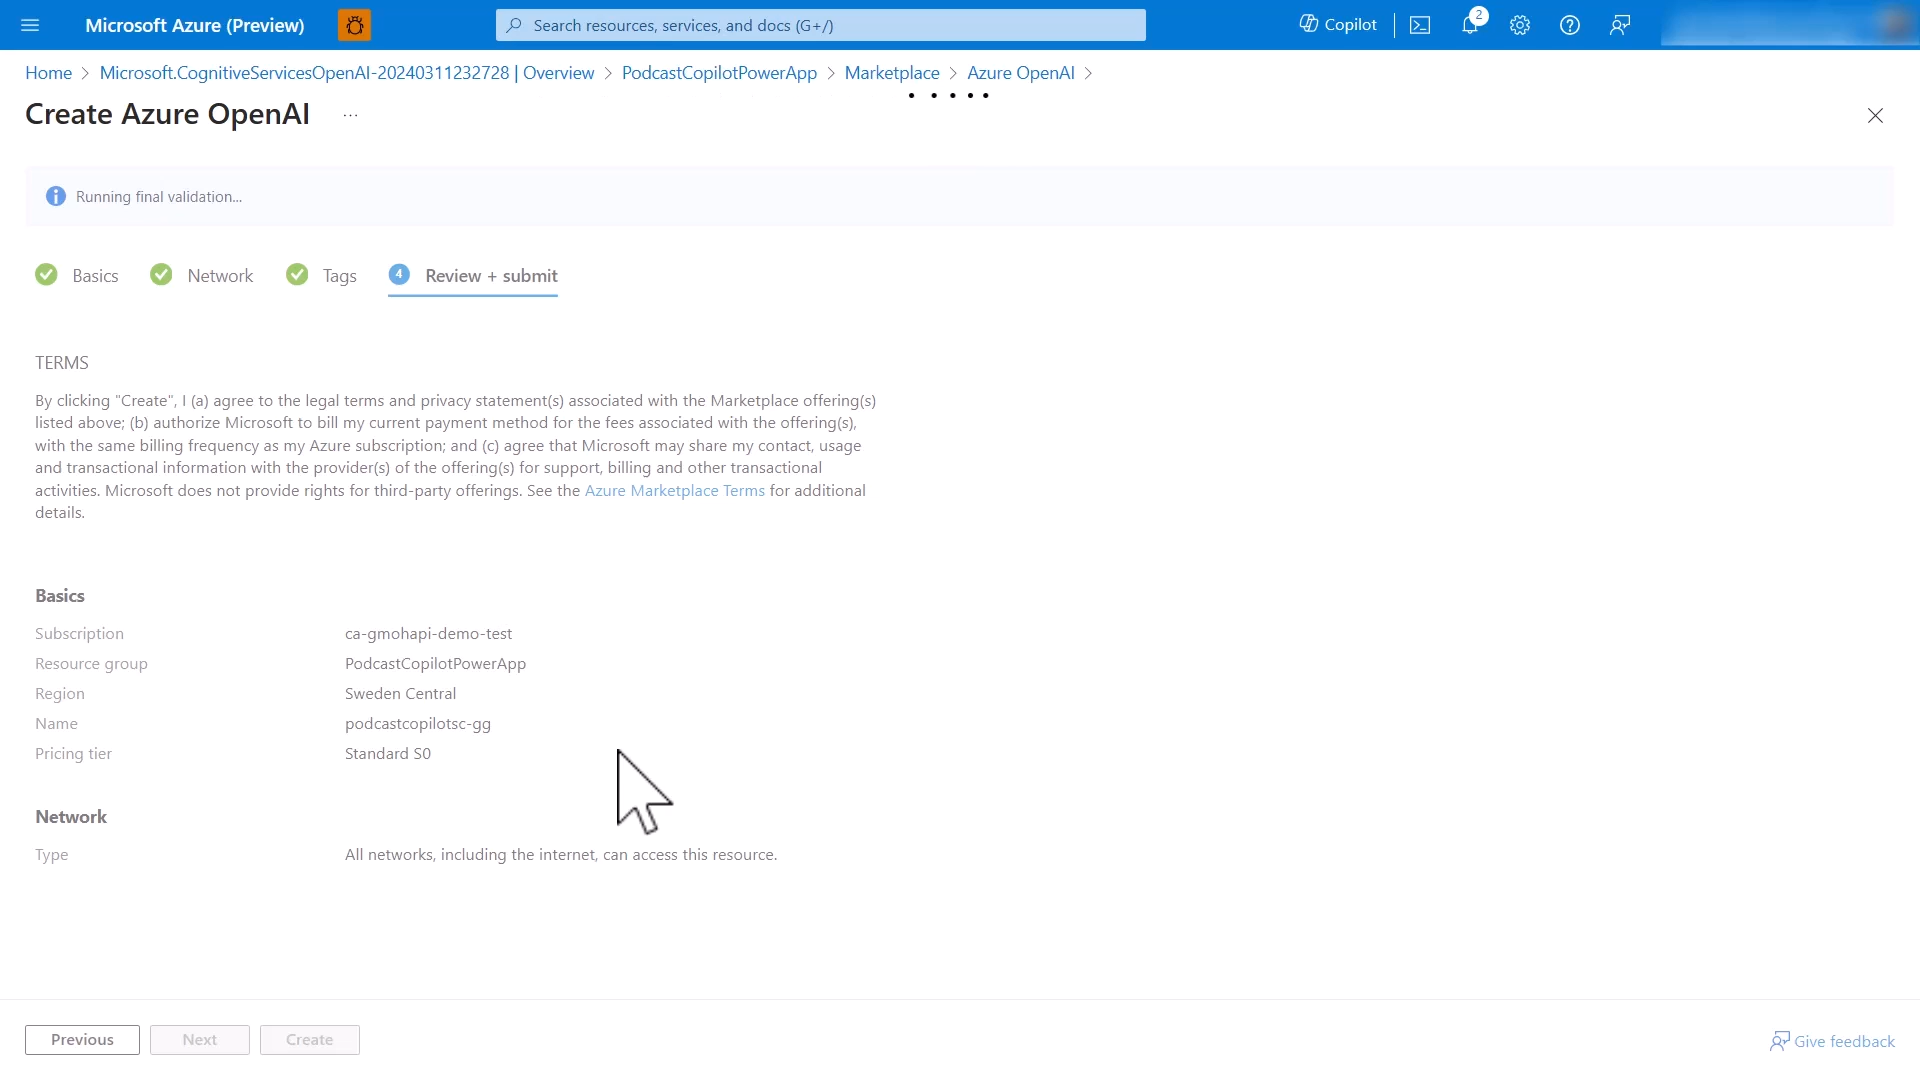 Microsoft Azure (Preview)
Search resources, services, and docs (G+/)
Copilot
2
Home > Microsoft.CognitiveServicesOpenAI-20240311232728 | Overview > PodcastCopilotPowerApp > Marketplace > Azure OpenAI >
Create Azure OpenAI ...
Running final validation...
Basics
Network
Tags
4 Review + submit
TERMS
By clicking "Create", I (a) agree to the legal terms and privacy statement(s) associated with the Marketplace offering(s)
listed above; (b) authorize Microsoft to bill my current payment method for the fees associated with the offering(s),
with the same billing frequency as my Azure subscription; and (c) agree that Microsoft may share my contact, usage
and transactional information with the provider(s) of the offering(s) for support, billing and other transactional
activities. Microsoft does not provide rights for third-party offerings. See the Azure Marketplace Terms for additional
details.
Basics
Subscription ca-gmohapi-demo-test
Resource group PodcastCopilotPowerApp
Region Sweden Central
Name podcastcopilotsc-gg
Pricing tier Standard S0
Network
Type All networks, including the internet, can access this resource.
Previous
Next
Create
Give feedback